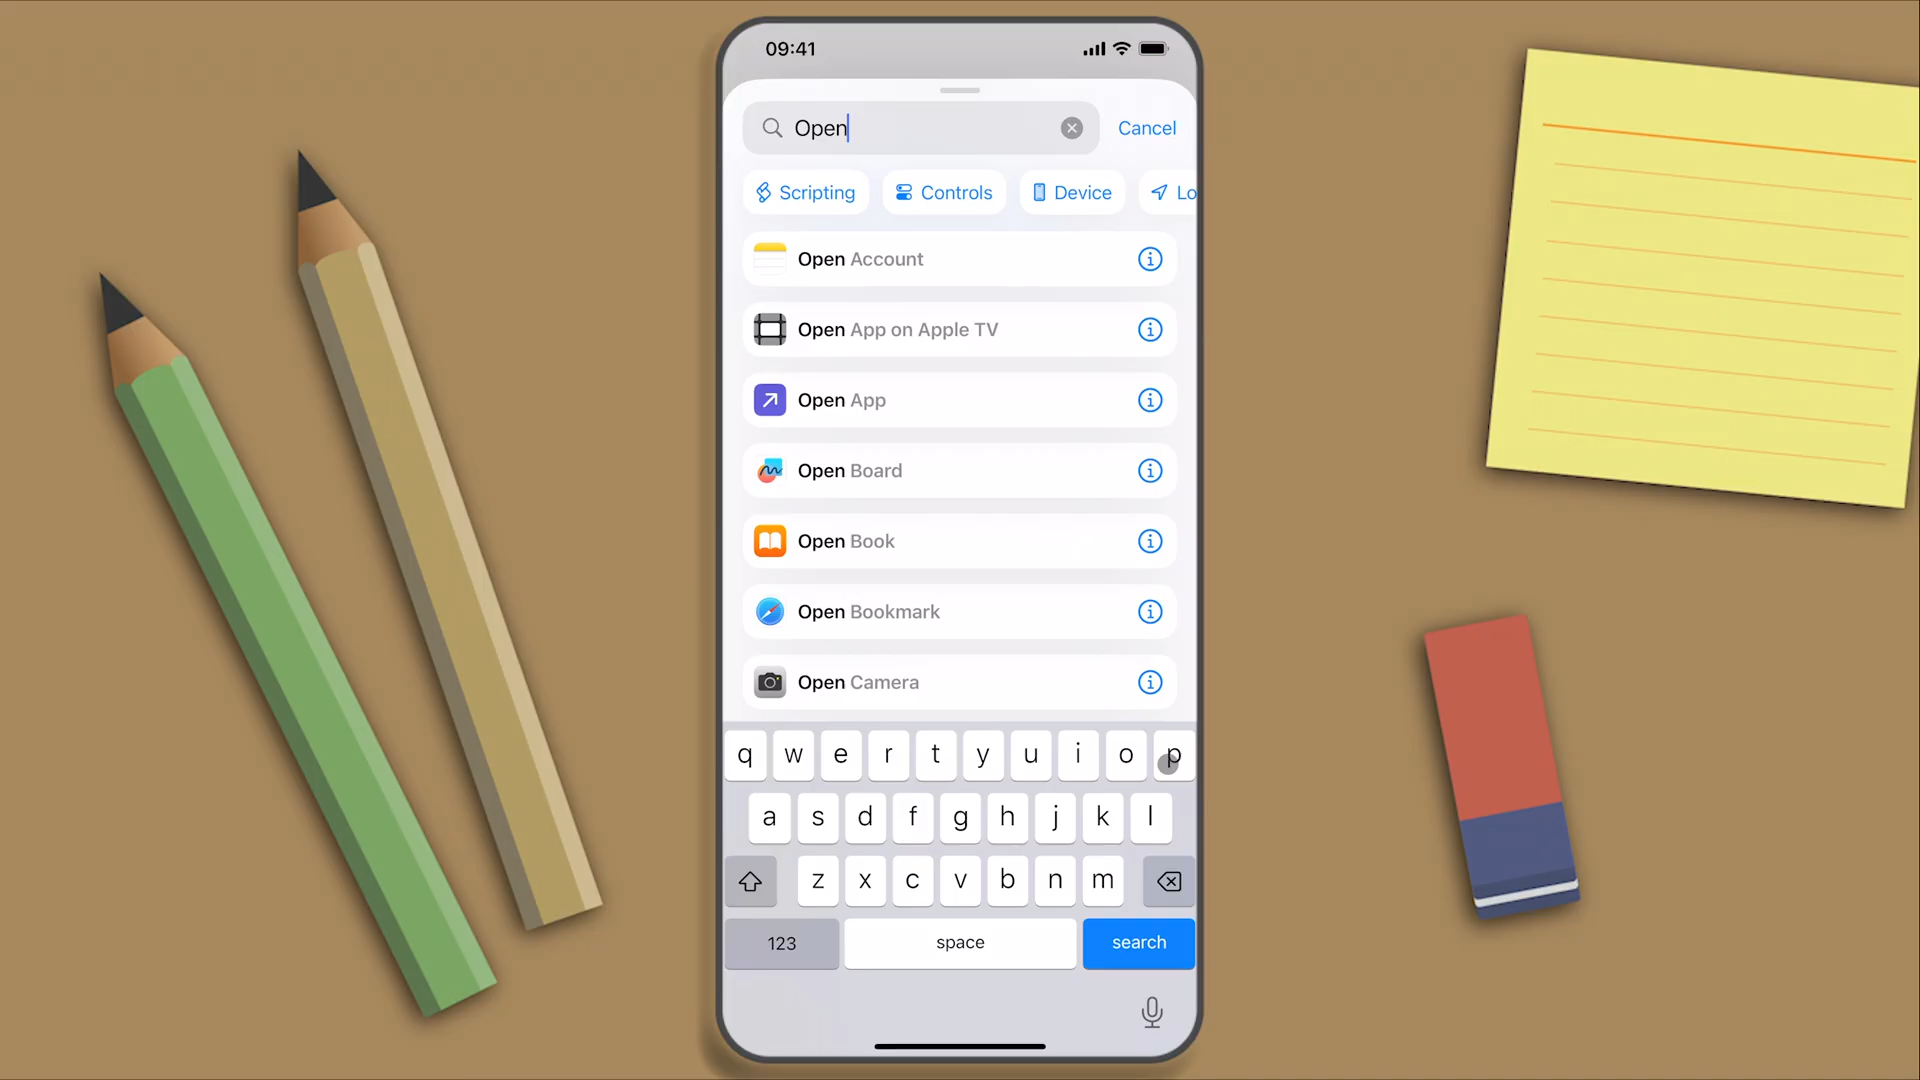 09:41
Open
Cancel
Scripting
Controls
Device
Lo
Open Account
Open App on Apple TV
Open App
Open Board
Open Book
Open Bookmark
Open Camera
q w e r t y u i o p
a s d f g h j k l
z x c v b n m
123 space search